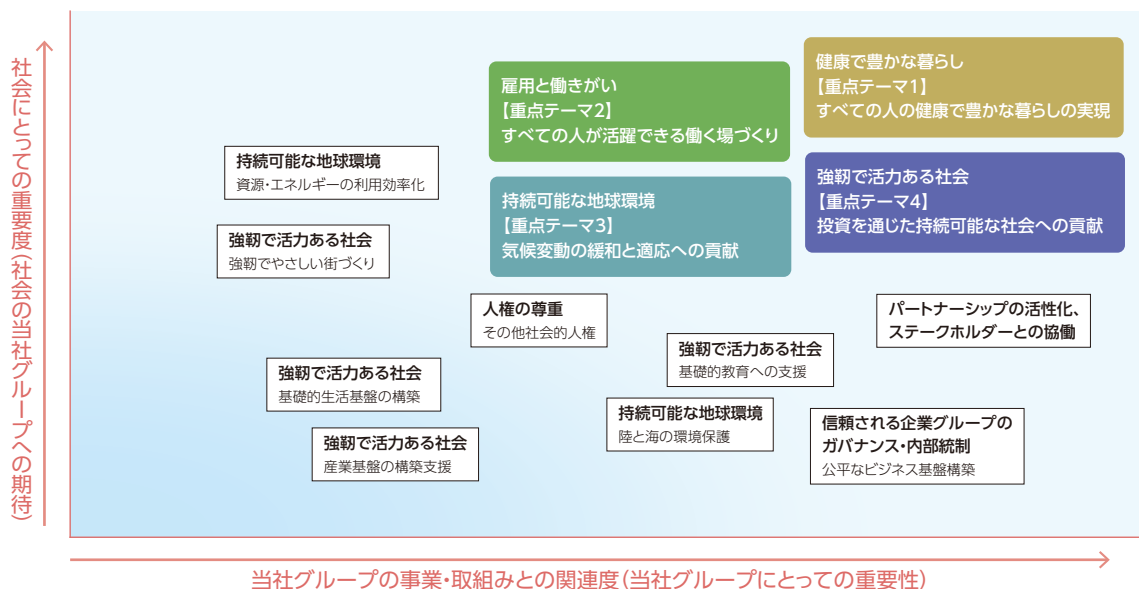 社会にとっての重要度(社会の当社グループへの期待)
雇用と働きがい
【重点テーマ2】
すべての人が活躍できる働く場づくり
健康で豊かな暮らし
【重点テーマ1】
すべての人の健康で豊かな暮らしの実現
持続可能な地球環境
資源・エネルギーの利用効率化
持続可能な地球環境
【重点テーマ3】
気候変動の緩和と適応への貢献
強靭で活力ある社会
【重点テーマ4】
投資を通じた持続可能な社会への貢献
強靭で活力ある社会
強靭でやさしい街づくり
人権の尊重
その他社会的人権
パートナーシップの活性化、
ステークホルダーとの協働
強靭で活力ある社会
基礎的教育への支援
強靭で活力ある社会
基礎的生活基盤の構築
持続可能な地球環境
陸と海の環境保護
信頼される企業グループの
ガバナンス・内部統制
公平なビジネス基盤構築
強靭で活力ある社会
産業基盤の構築支援
当社グループの事業・取組みとの関連度(当社グループにとっての重要性)